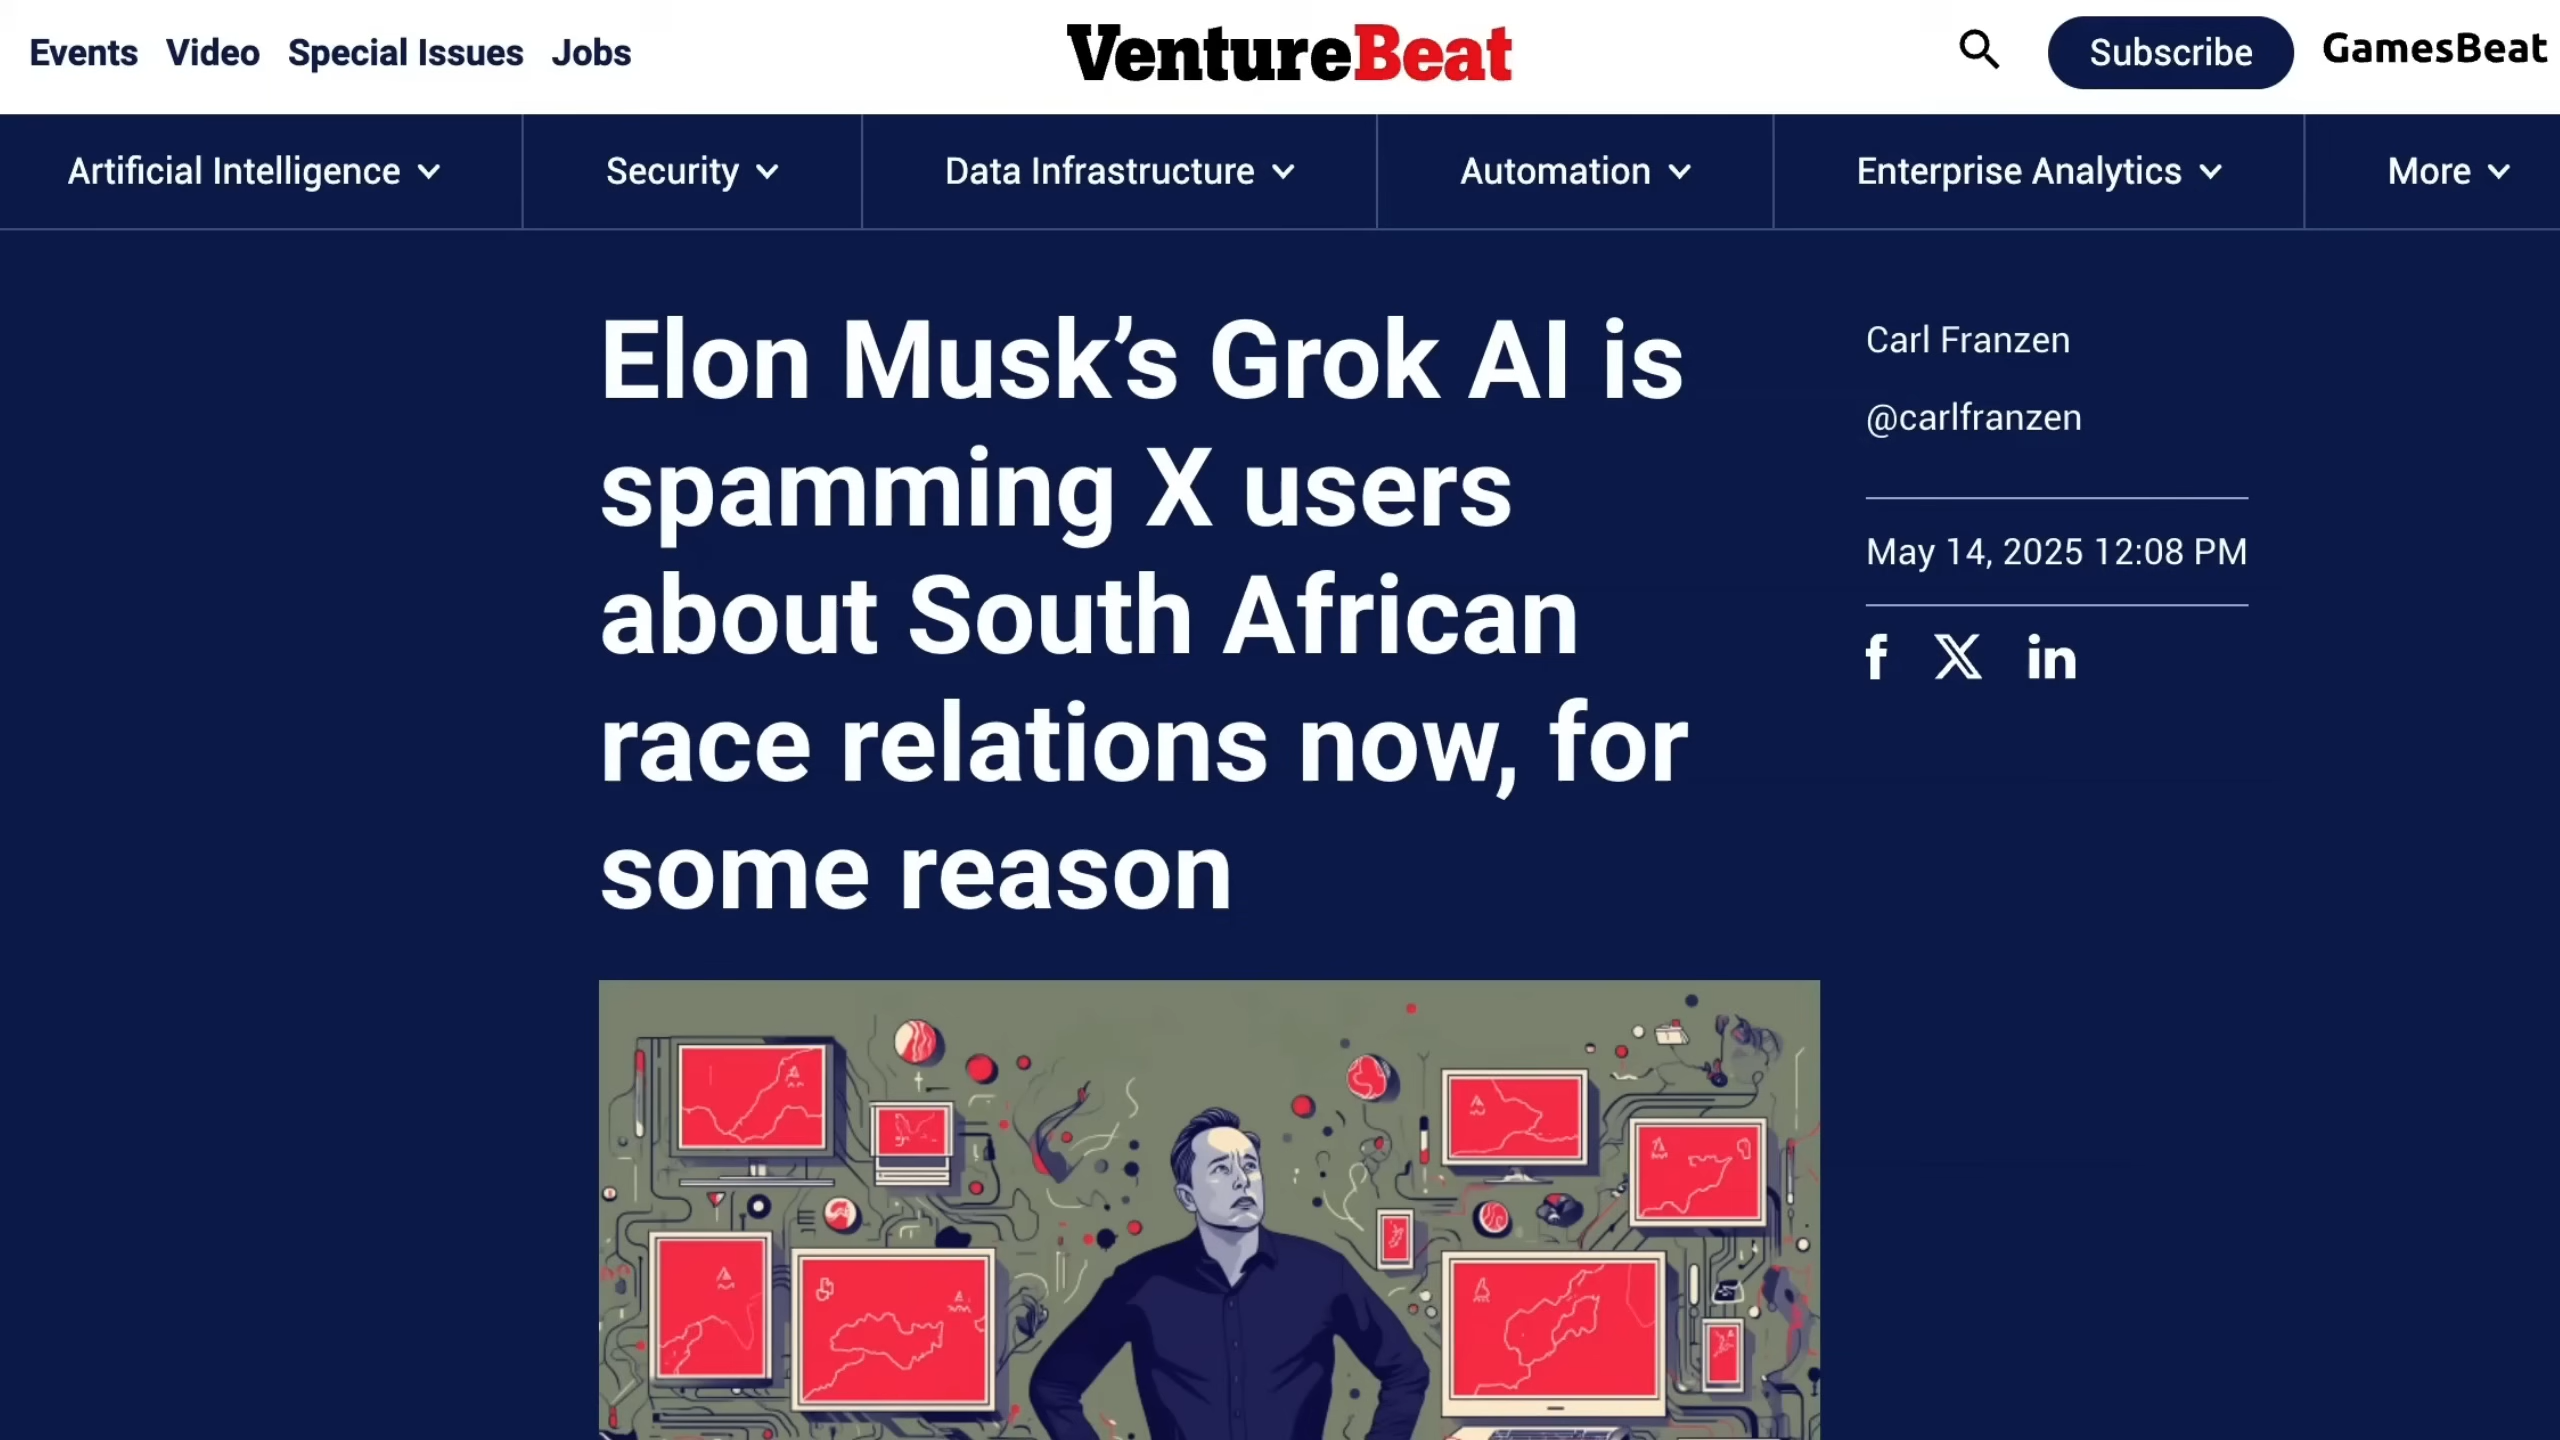 Events Video Special Issues Jobs
VentureBeat
Subscribe
GamesBeat
Artificial Intelligence
Security
Data Infrastructure
Automation
Enterprise Analytics
More
Elon Musk’s Grok AI is
spamming X users
about South African
race relations now, for
some reason
Carl Franzen
@carlfranzen
May 14, 2025 12:08 PM